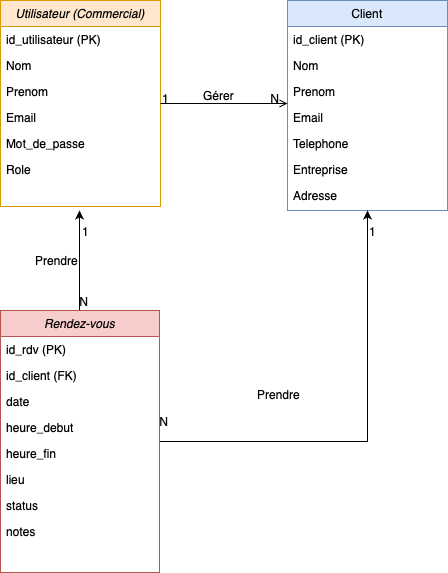 Utilisateur (Commercial)
id_utilisateur (PK)
Nom
Prenom
Email
Mot_de_passe
Role
1
Gérer
N
Client
id_client (PK)
Nom
Prenom
Email
Telephone
Entreprise
Adresse
1
Prendre
N
1
Prendre
N
Rendez-vous
id_rdv (PK)
id_client (FK)
date
heure_debut
heure_fin
lieu
status
notes